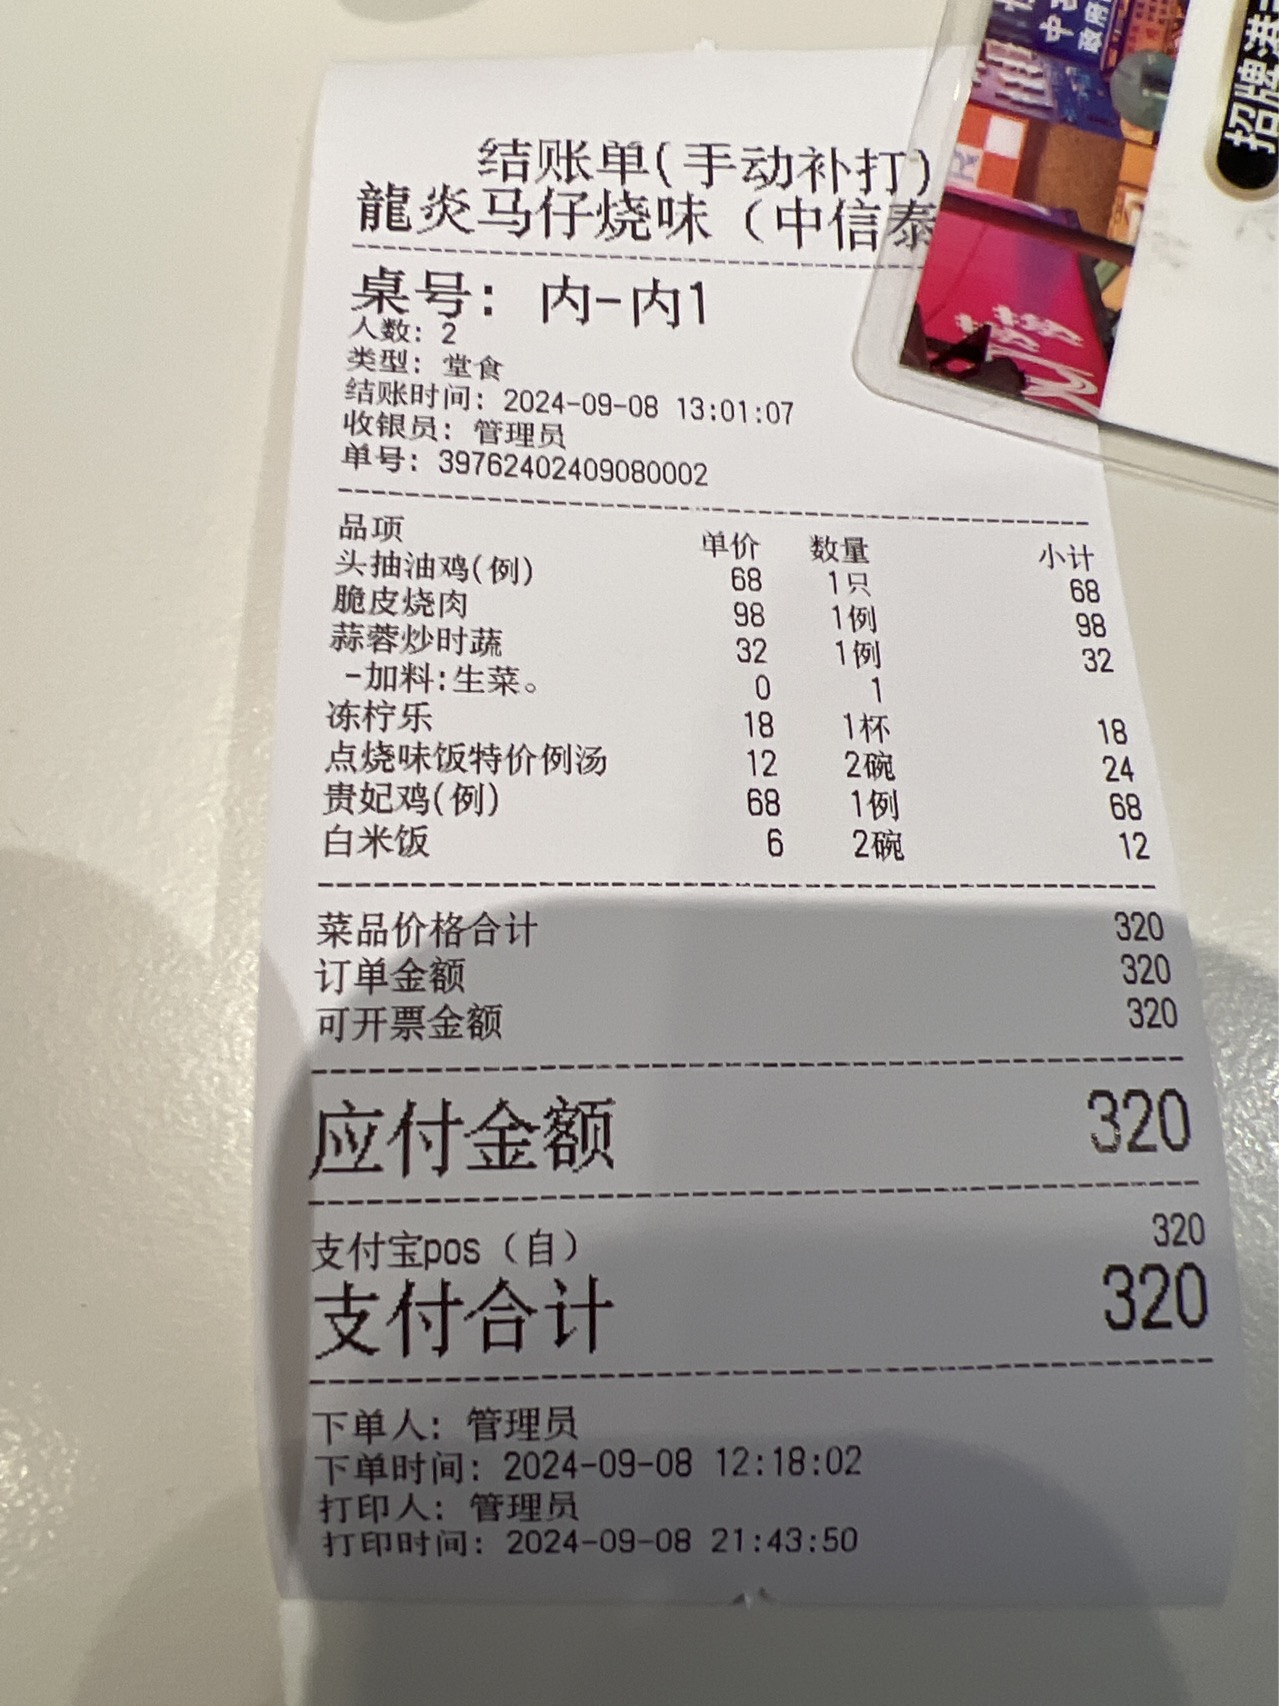 结账单(手动补打)
龍炎马仔烧味（中信泰
桌号: 内-内1
人数: 2
类型: 堂食
结账时间: 2024-09-08 13:01:07
收银员: 管理员
单号: 39762402409080002
品项 单价 数量 小计
头抽油鸡(例) 68 1只 68
脆皮烧肉 98 1例 98
蒜蓉炒时蔬 32 1例 32
-加料:生菜。 0 1
冻柠乐 18 1杯 18
点烧味饭特价例汤 12 2碗 24
贵妃鸡(例) 68 1例 68
白米饭 6 2碗 12
菜品价格合计 320
订单金额 320
可开票金额 320
应付金额 320
支付宝pos（自） 320
支付合计 320
下单人: 管理员
下单时间: 2024-09-08 12:18:02
打印人: 管理员
打印时间: 2024-09-08 21:43:50
招牌港
政府